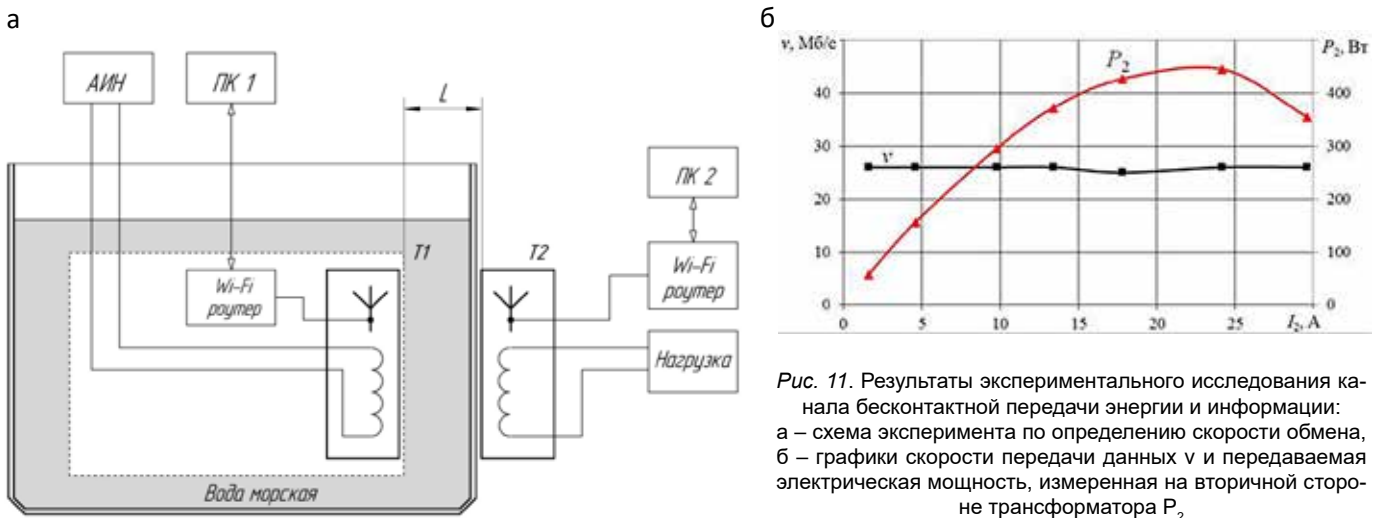 а
АИН
ПК 1
L
ПК 2
T1
T2
Wi-Fi
роутер
Wi-Fi
роутер
Нагрузка
Вода морская
б
v, Мб/с
P₂, Вт
P₂
40
400
30
300
v
20
200
10
100
0
0
0
5
10
15
20
25
I₂, А
Рис. 11. Результаты экспериментального исследования ка-
нала бесконтактной передачи энергии и информации:
а – схема эксперимента по определению скорости обмена,
б – графики скорости передачи данных v и передаваемая
электрическая мощность, измеренная на вторичной сторо-
не трансформатора P₂